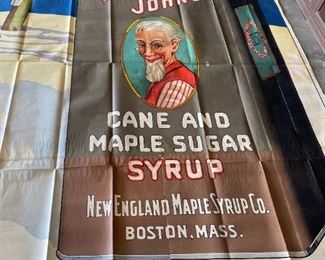 JOHN
CANE AND
MAPLE SUGAR
SYRUP
NEW ENGLAND MAPLE SYRUP CO.
BOSTON, MASS.